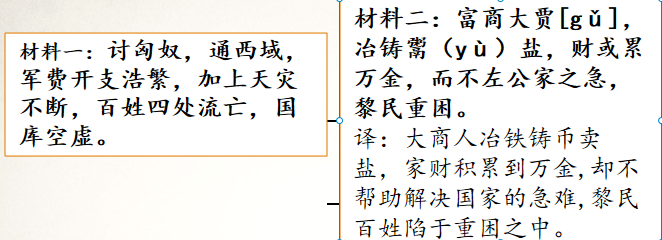 材料一：讨匈奴，通西域，
军费开支浩繁，加上天灾
不断，百姓四处流亡，国
库空虚。
材料二：富商大贾[gǔ]，
冶铸鬻（yù）盐，财或累
万金，而不左公家之急，
黎民重困。
译：大商人冶铁铸币卖
盐，家财积累到万金,却不
帮助解决国家的急难,黎民
百姓陷于重困之中。